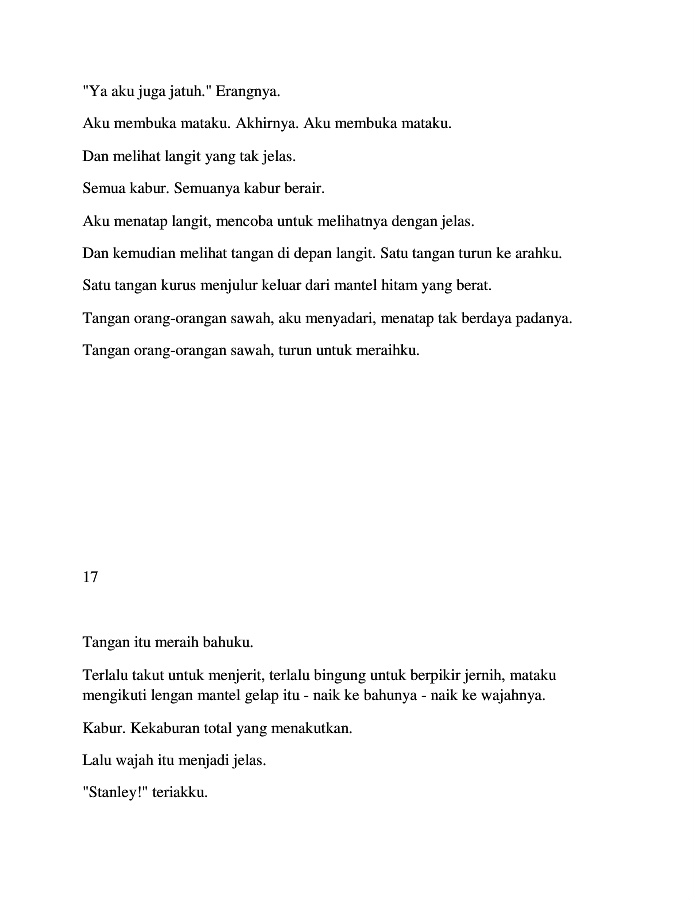 "Ya aku juga jatuh." Erangnya.
Aku membuka mataku. Akhirnya. Aku membuka mataku.
Dan melihat langit yang tak jelas.
Semua kabur. Semuanya kabur berair.
Aku menatap langit, mencoba untuk melihatnya dengan jelas.
Dan kemudian melihat tangan di depan langit. Satu tangan turun ke arahku.
Satu tangan kurus menjulur keluar dari mantel hitam yang berat.
Tangan orang-orangan sawah, aku menyadari, menatap tak berdaya padanya.
Tangan orang-orangan sawah, turun untuk meraihku.
17
Tangan itu meraih bahuku.
Terlalu takut untuk menjerit, terlalu bingung untuk berpikir jernih, mataku
mengikuti lengan mantel gelap itu - naik ke bahunya - naik ke wajahnya.
Kabur. Kekaburan total yang menakutkan.
Lalu wajah itu menjadi jelas.
"Stanley!" teriakku.